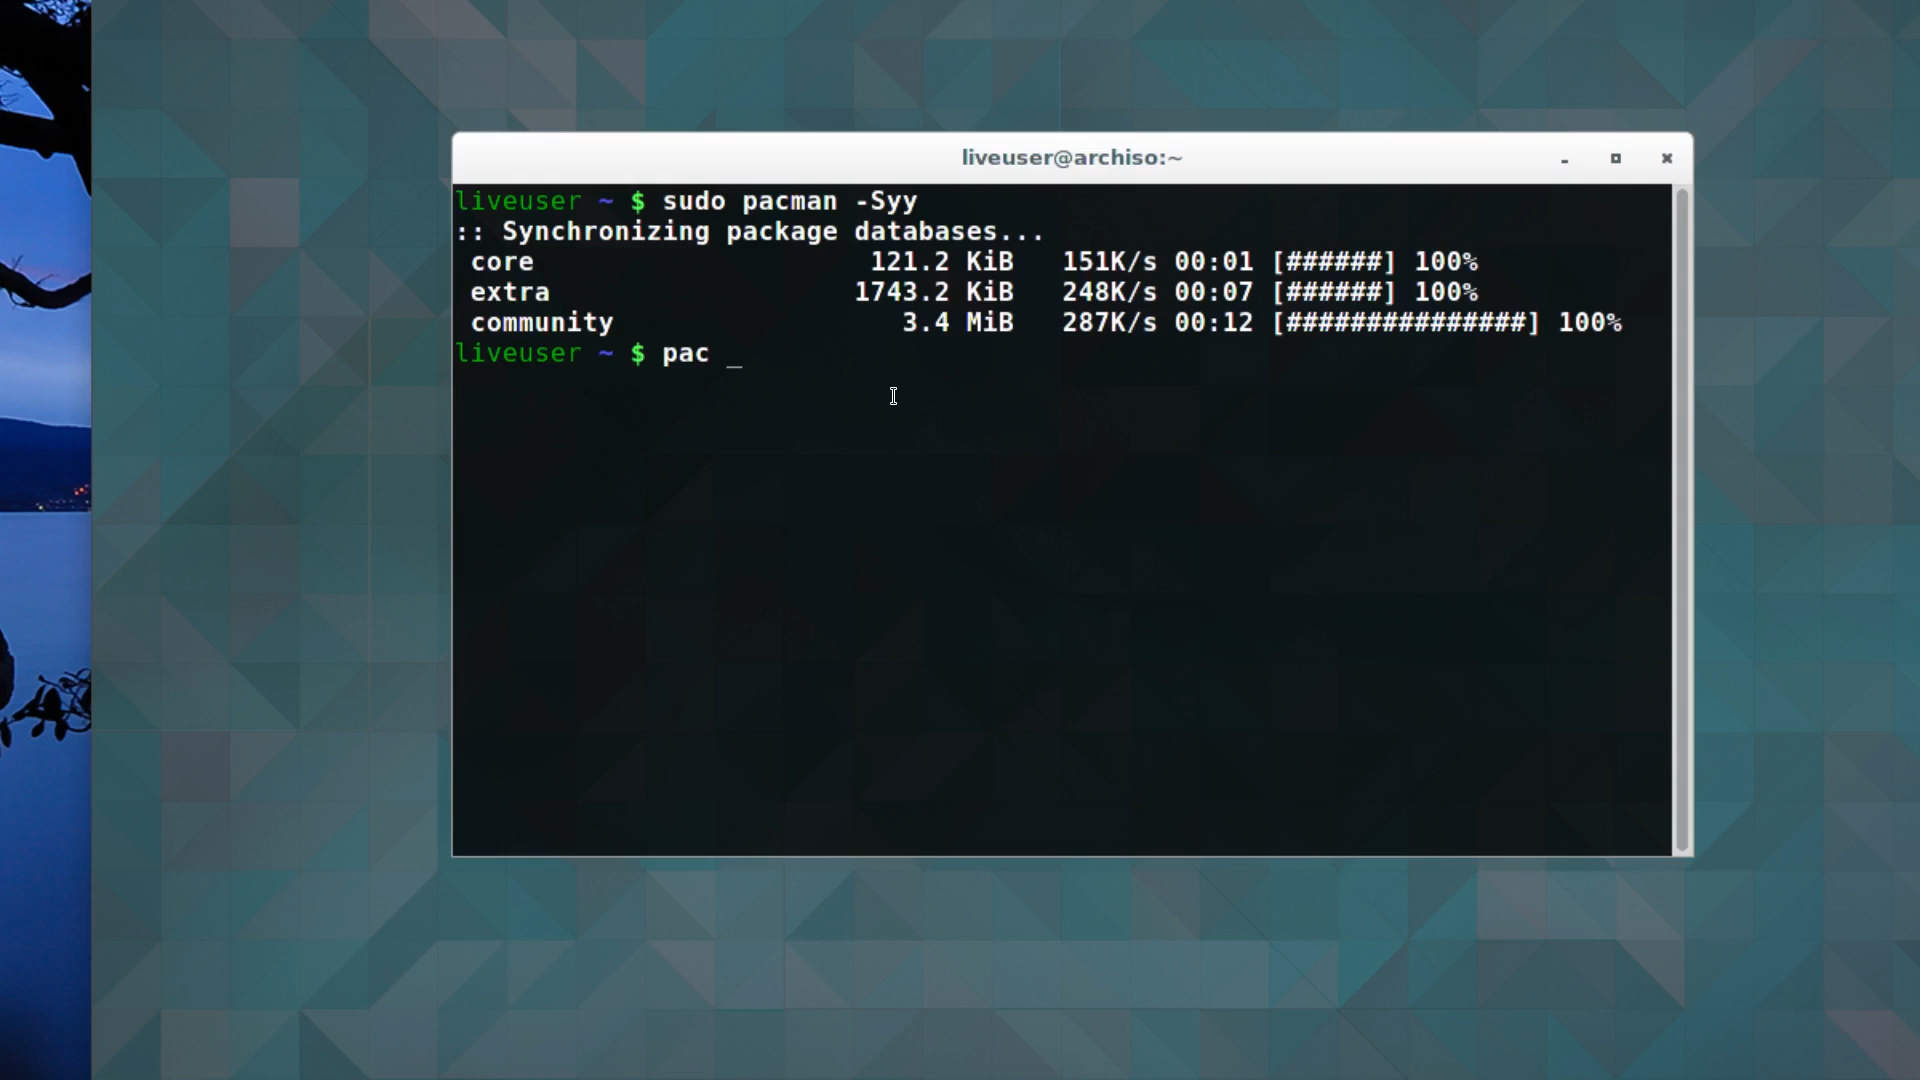 liveuser@archiso:~
liveuser ~ $ sudo pacman -Syy
:: Synchronizing package databases...
 core                     121.2 KiB   151K/s 00:01 [######] 100%
 extra                   1743.2 KiB   248K/s 00:07 [######] 100%
 community                  3.4 MiB   287K/s 00:12 [###############] 100%
liveuser ~ $ pac _